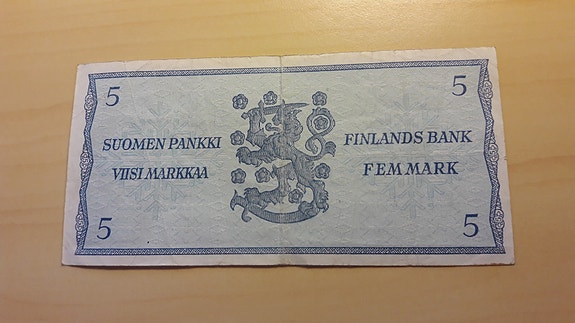 5 5
SUOMEN PANKKI FINLANDS BANK
VIISI MARKKAA FEM MARK
5 5